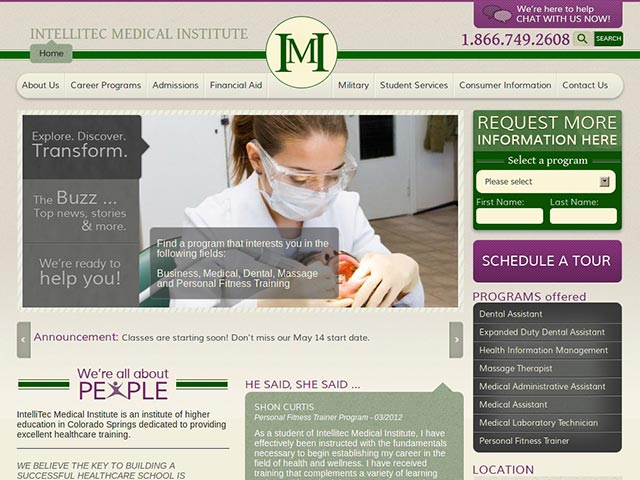 We're here to help
CHAT WITH US NOW!
INTELLITEC MEDICAL INSTITUTE
IMI
1.866.749.2608
SEARCH
Home
About Us
Career Programs
Admissions
Financial Aid
Military
Student Services
Consumer Information
Contact Us
Explore. Discover.
Transform.
The Buzz ...
Top news, stories
& more.
We're ready to
help you!
Find a program that interests you in the
following fields:
Business, Medical, Dental, Massage
and Personal Fitness Training
REQUEST MORE
INFORMATION HERE
Select a program
Please select
First Name:
Last Name:
SCHEDULE A TOUR
PROGRAMS offered
Dental Assistant
Expanded Duty Dental Assistant
Health Information Management
Massage Therapist
Medical Administrative Assistant
Medical Assistant
Medical Laboratory Technician
Personal Fitness Trainer
LOCATION
Announcement: Classes are starting soon! Don't miss our May 14 start date.
We're all about
PEOPLE
IntelliTec Medical Institute is an institute of higher
education in Colorado Springs dedicated to providing
excellent healthcare training.
WE BELIEVE THE KEY TO BUILDING A
SUCCESSFUL HEALTHCARE SCHOOL IS
HE SAID, SHE SAID ...
SHON CURTIS
Personal Fitness Trainer Program - 03/2012
As a student of Intellitec Medical Institute, I have
effectively been instructed with the fundamentals
necessary to begin establishing my career in the
field of health and wellness. I have received
training that complements a variety of learning